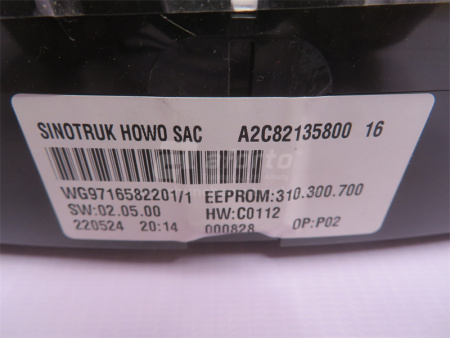 SINOTRUK HOWO SAC A2C82135800 16
WG9716582201/1 EEPROM:310.300.700
SW:02.05.00 HW:C0112
220524 20:14 000828 OP:P02